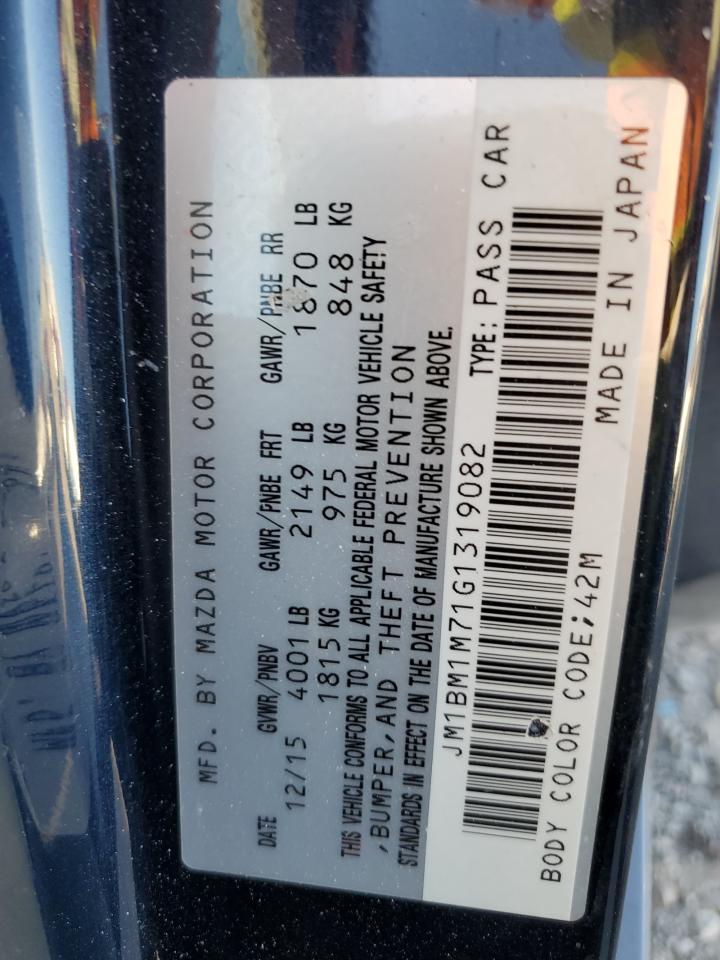 MFD. BY MAZDA MOTOR CORPORATION
DATE GVWR/PNBV GAWR/PNBE FRT GAWR/PNBE RR
12/15 4001 LB 2149 LB 1870 LB
1815 KG 975 KG 848 KG
THIS VEHICLE CONFORMS TO ALL APPLICABLE FEDERAL MOTOR VEHICLE SAFETY
,BUMPER,AND THEFT PREVENTION
STANDARDS IN EFFECT ON THE DATE OF MANUFACTURE SHOWN ABOVE.
JM1BM1M71G1319082 TYPE: PASS CAR
BODY COLOR CODE;42M MADE IN JAPAN